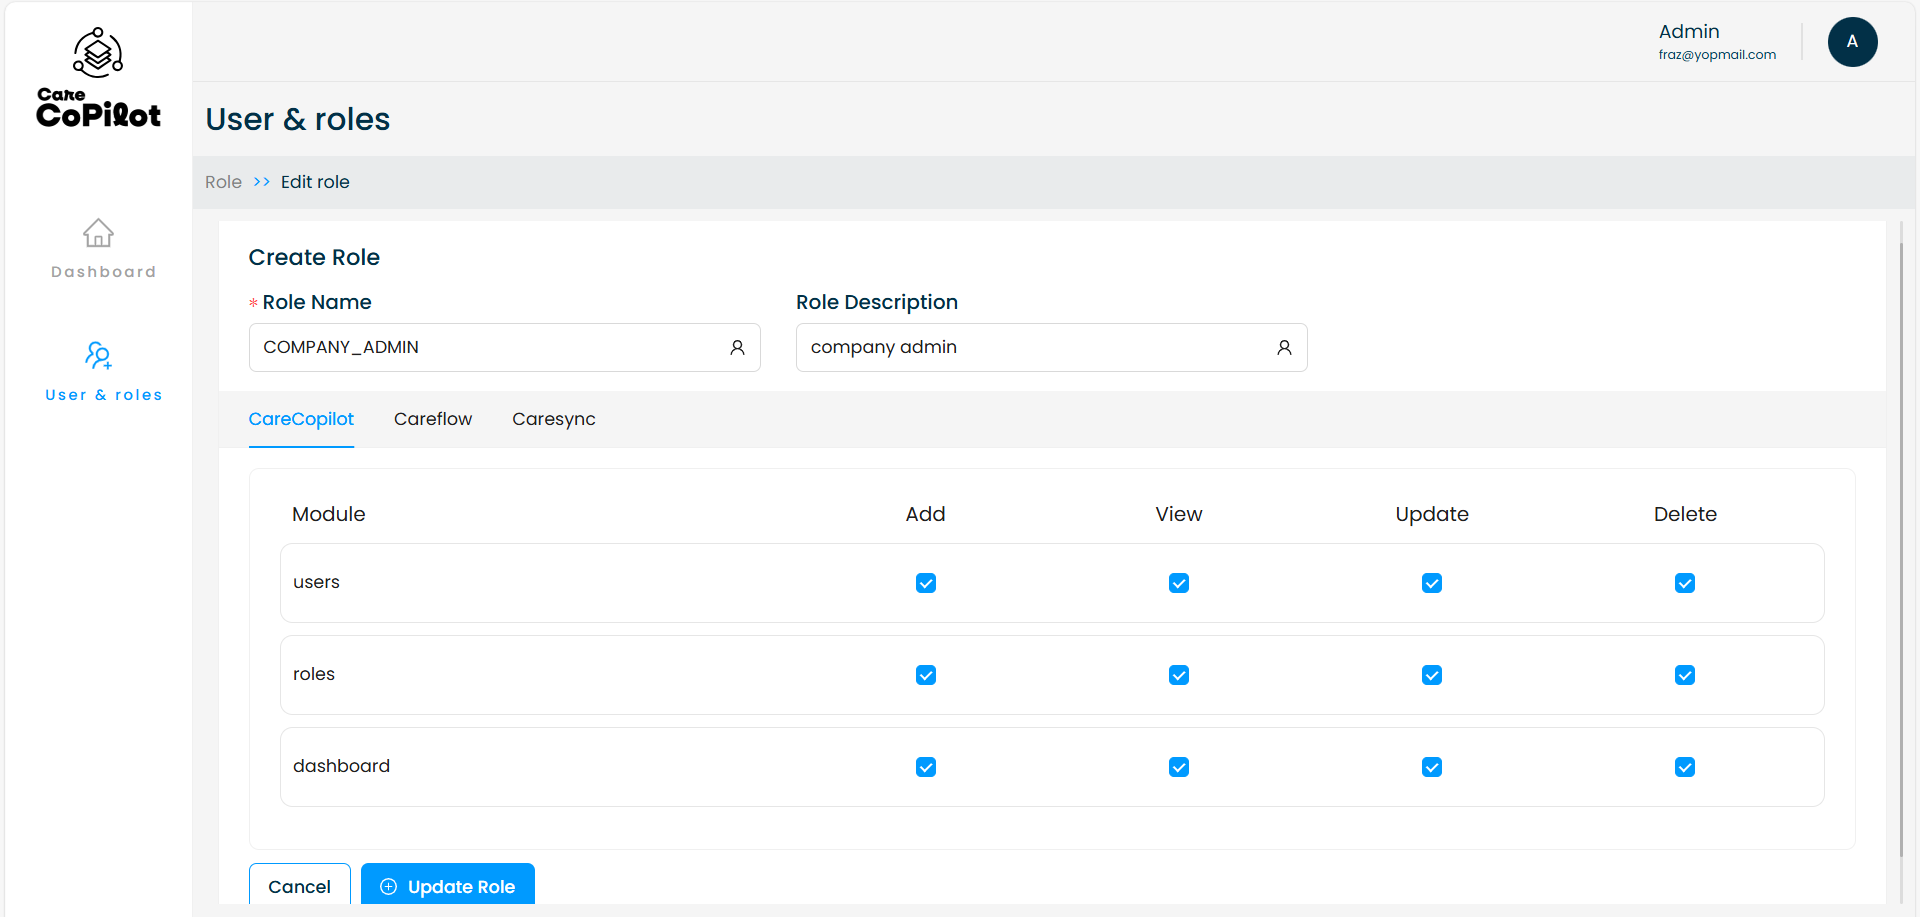 Care
CoPilot
Dashboard
User & roles
Admin
fraz@yopmail.com
A
User & roles
Role >> Edit role
Create Role
* Role Name
Role Description
COMPANY_ADMIN
company admin
CareCopilot Careflow Caresync
Module Add View Update Delete
users
roles
dashboard
Cancel
Update Role